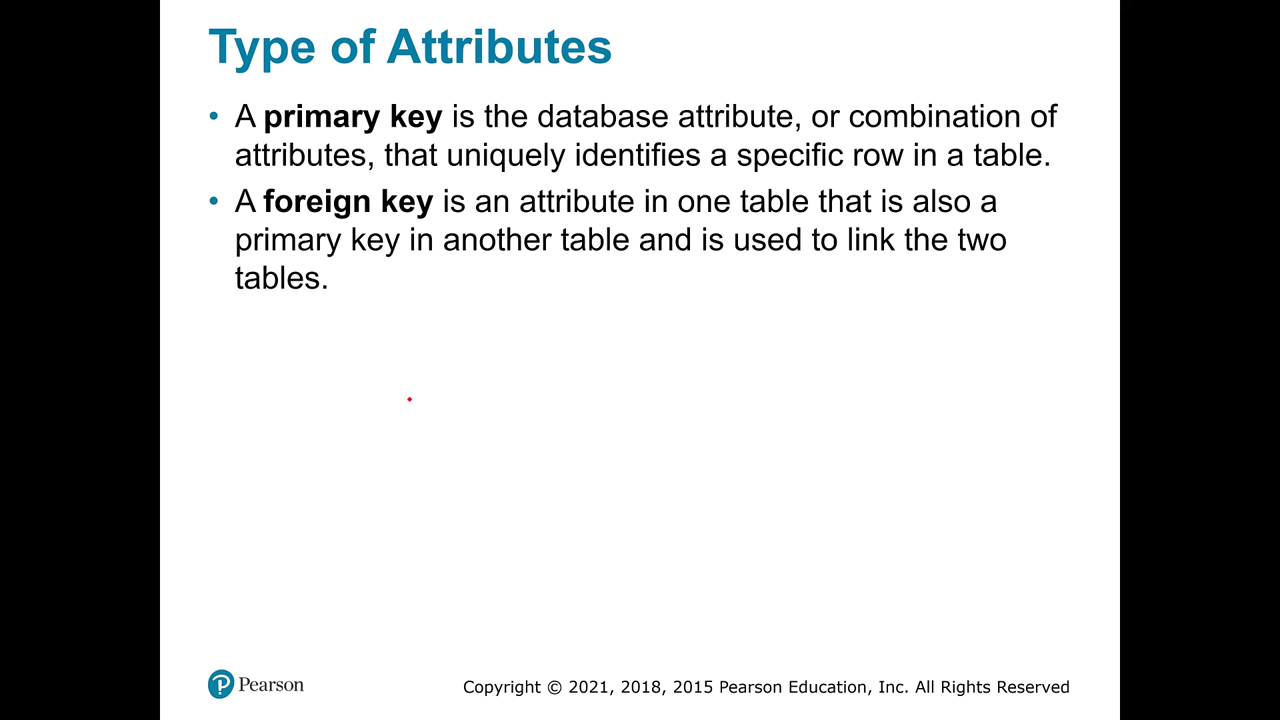 Type of Attributes
• A primary key is the database attribute, or combination of
attributes, that uniquely identifies a specific row in a table.
• A foreign key is an attribute in one table that is also a
primary key in another table and is used to link the two
tables.
Pearson
Copyright © 2021, 2018, 2015 Pearson Education, Inc. All Rights Reserved